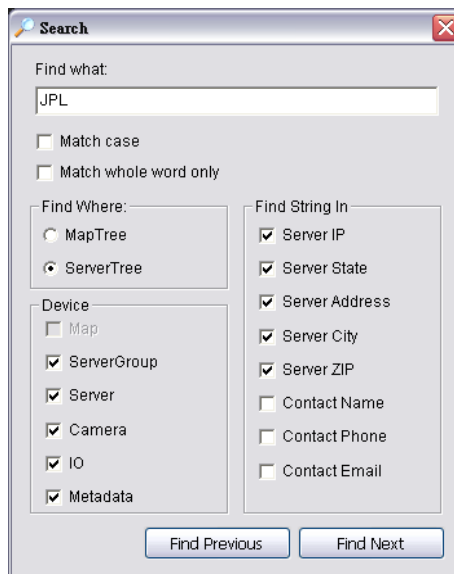 Search
Find what:
JPL
Match case
Match whole word only
Find Where:
MapTree
ServerTree
Device
Map
ServerGroup
Server
Camera
IO
Metadata
Find String In
Server IP
Server State
Server Address
Server City
Server ZIP
Contact Name
Contact Phone
Contact Email
Find Previous
Find Next